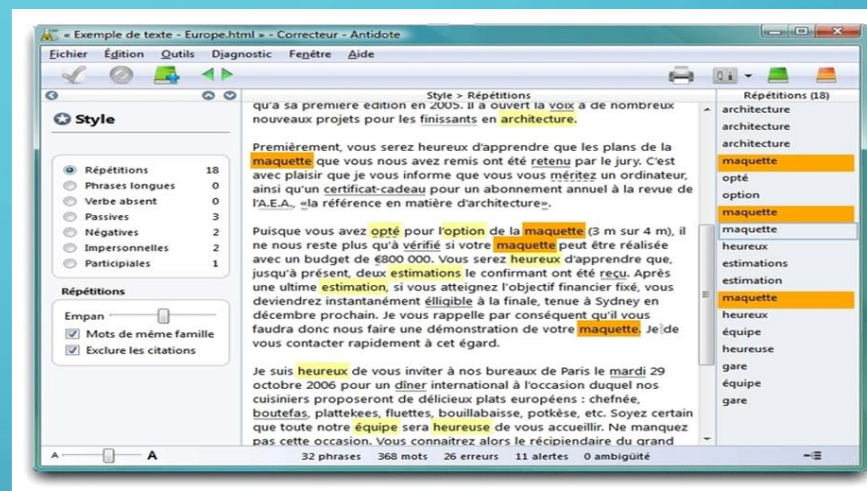 « Exemple de texte - Europe.html » - Correcteur - Antidote
Fichier Édition Outils Diagnostic Fenêtre Aide
Style > Répétitions
Répétitions (18)
Style
Répétitions 18
Phrases longues 0
Verbe absent 0
Passives 3
Négatives 2
Impersonnelles 2
Participiales 1
Répétitions
Empan
Mots de même famille
Exclure les citations
qu'à sa première édition en 2005. Il a ouvert la voix à de nombreux
nouveaux projets pour les finissants en architecture.
Premièrement, vous serez heureux d'apprendre que les plans de la
maquette que vous nous avez remis ont été retenu par le jury. C'est
avec plaisir que je vous informe que vous vous méritez un ordinateur,
ainsi qu'un certificat-cadeau pour un abonnement annuel à la revue de
l'A.E.A., «la référence en matière d'architecture».
Puisque vous avez opté pour l'option de la maquette (3 m sur 4 m), il
ne nous reste plus qu'à vérifié si votre maquette peut être réalisée
avec un budget de €800 000. Vous serez heureux d'apprendre que,
jusqu'à présent, deux estimations le confirmant ont été reçu. Après
une ultime estimation, si vous atteignez l'objectif financier fixé, vous
deviendrez instantanément élligible à la finale, tenue à Sydney en
décembre prochain. Je vous rappelle par conséquent qu'il vous
faudra donc nous faire une démonstration de votre maquette. Je de
vous contacter rapidement à cet égard.
Je suis heureux de vous inviter à nos bureaux de Paris le mardi 29
octobre 2006 pour un dîner international à l'occasion duquel nos
cuisiniers proposeront de délicieux plats européens : chefnée,
boutefas, plattekees, fluettes, bouillabaisse, potkèse, etc. Soyez certain
que toute notre équipe sera heureuse de vous accueillir. Ne manquez
pas cette occasion. Vous connaitrez alors le récipiendaire du grand
architecture
architecture
architecture
maquette
opté
option
maquette
maquette
heureux
estimations
estimation
maquette
heureux
équipe
heureuse
gare
équipe
gare
A A
32 phrases 368 mots 26 erreurs 11 alertes 0 ambigüité